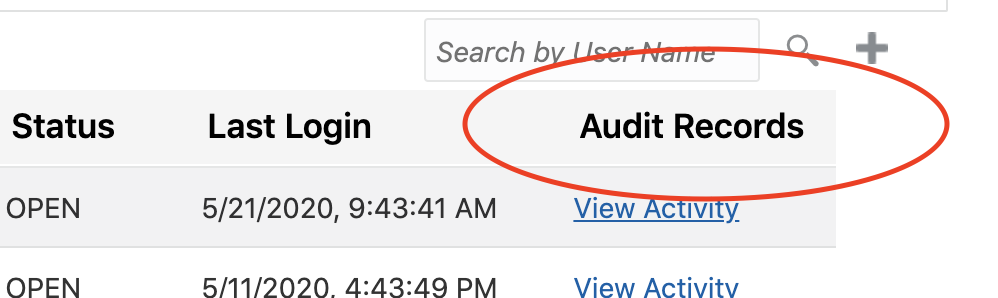 Search by User Name
Status Last Login Audit Records
OPEN 5/21/2020, 9:43:41 AM View Activity
OPEN 5/11/2020, 4:43:49 PM View Activity